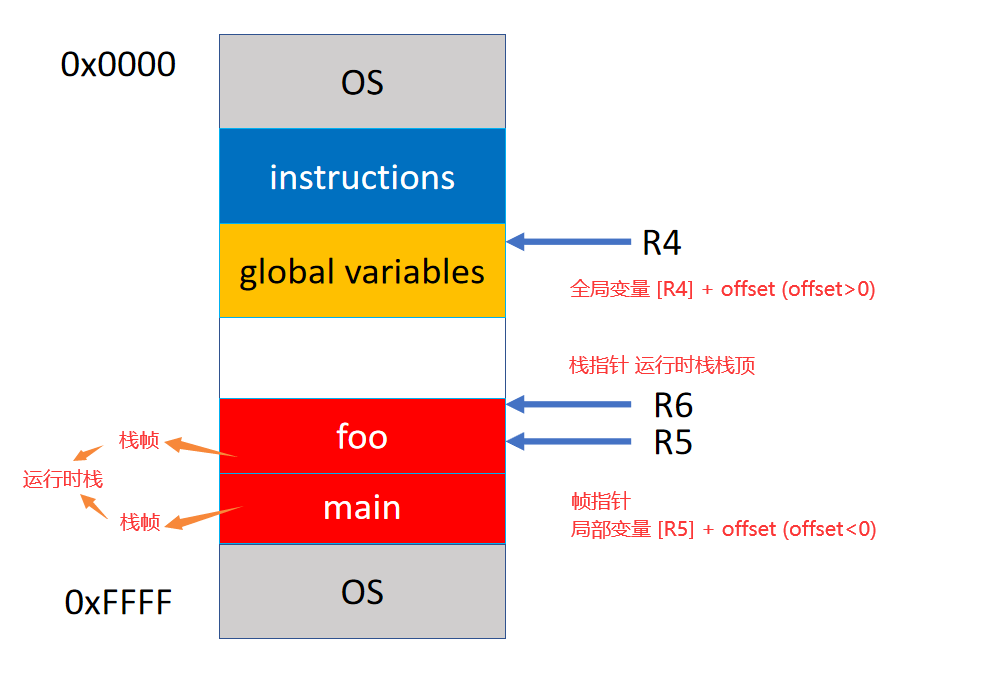 0x0000
OS
instructions
R4
global variables
全局变量 [R4] + offset (offset>0)
栈指针 运行时栈栈顶
R6
foo
R5
栈帧
运行时栈
帧指针
main
栈帧
局部变量 [R5] + offset (offset<0)
OS
0xFFFF